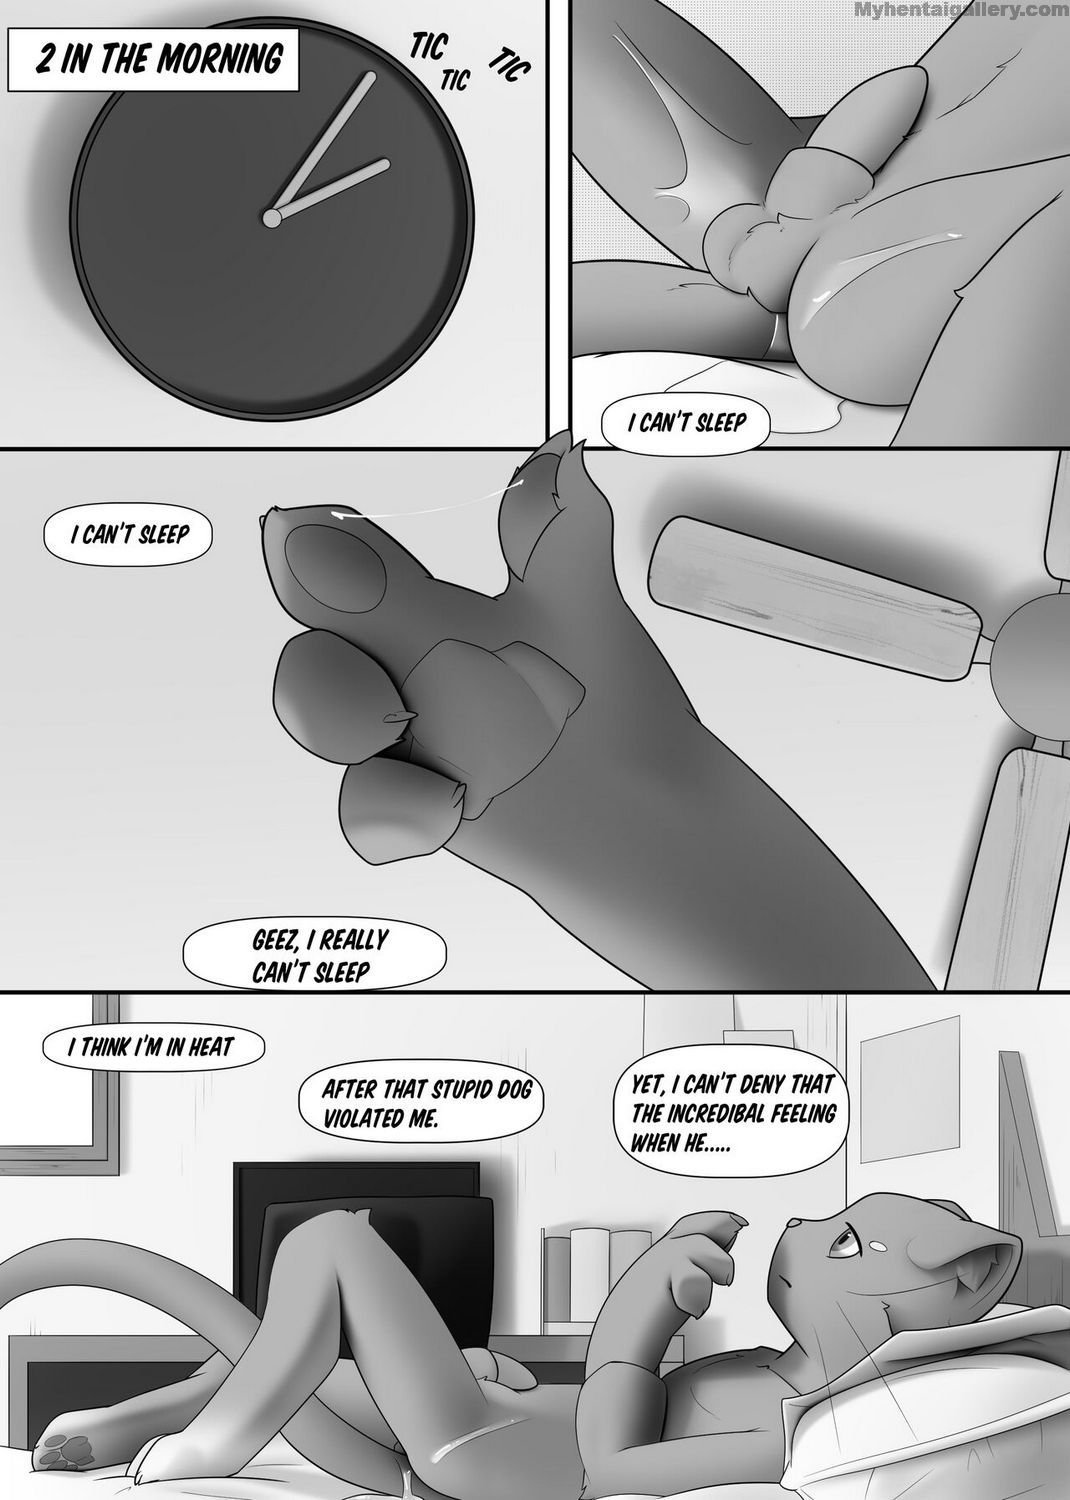 Myhentaigallery.com
2 IN THE MORNING
TIC
TIC
TIC
I CAN'T SLEEP
I CAN'T SLEEP
GEEZ, I REALLY
CAN'T SLEEP
I THINK I'M IN HEAT
AFTER THAT STUPID DOG
VIOLATED ME.
YET, I CAN'T DENY THAT
THE INCREDIBAL FEELING
WHEN HE.....